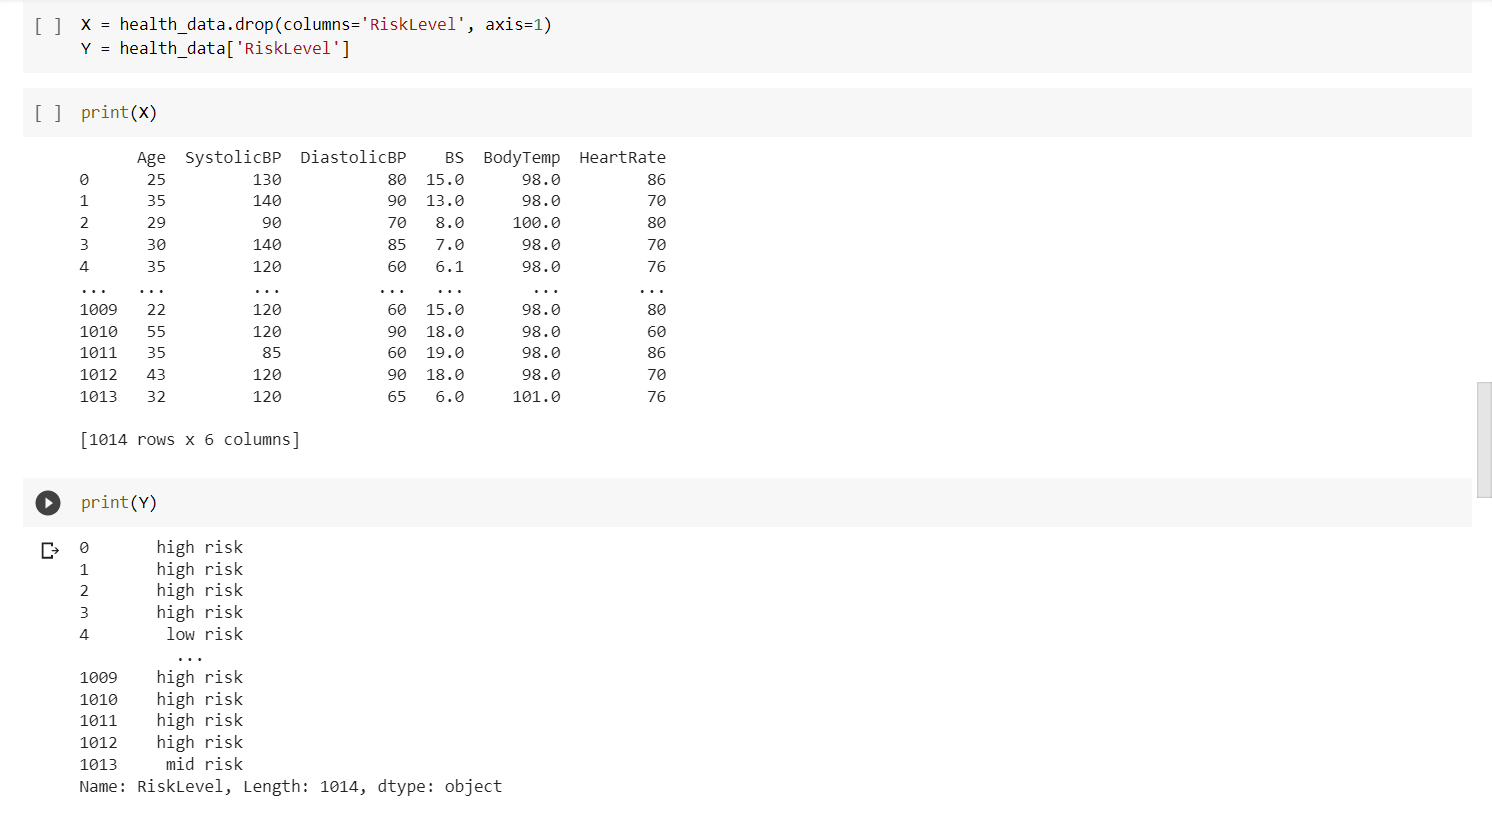 [ ] X = health_data.drop(columns='RiskLevel', axis=1)
Y = health_data['RiskLevel']
[ ] print(X)
Age SystolicBP DiastolicBP BS BodyTemp HeartRate
0 25 130 80 15.0 98.0 86
1 35 140 90 13.0 98.0 70
2 29 90 70 8.0 100.0 80
3 30 140 85 7.0 98.0 70
4 35 120 60 6.1 98.0 76
... ... ... ... ... ... ...
1009 22 120 60 15.0 98.0 80
1010 55 120 90 18.0 98.0 60
1011 35 85 60 19.0 98.0 86
1012 43 120 90 18.0 98.0 70
1013 32 120 65 6.0 101.0 76
[1014 rows x 6 columns]
print(Y)
0 high risk
1 high risk
2 high risk
3 high risk
4 low risk
...
1009 high risk
1010 high risk
1011 high risk
1012 high risk
1013 mid risk
Name: RiskLevel, Length: 1014, dtype: object